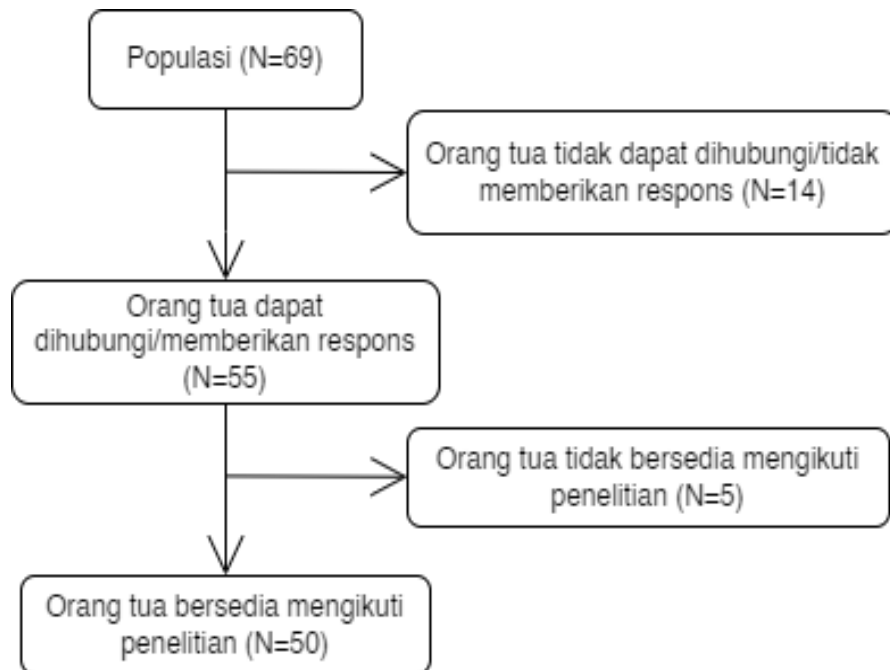 Populasi (N=69)
Orang tua tidak dapat dihubungi/tidak
memberikan respons (N=14)
Orang tua dapat
dihubungi/memberikan respons
(N=55)
Orang tua tidak bersedia mengikuti
penelitian (N=5)
Orang tua bersedia mengikuti
penelitian (N=50)